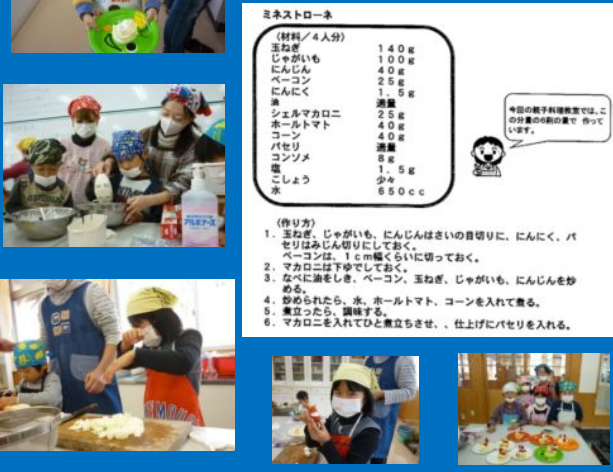 ミネストローネ
（材料／４人分）
玉ねぎ　１４０ｇ
じゃがいも　１００ｇ
にんじん　４０ｇ
ベーコン　２５ｇ
にんにく　１．５ｇ
油　適量
シェルマカロニ　２５ｇ
ホールトマト　４０ｇ
コーン　４０ｇ
パセリ　適量
コンソメ　８ｇ
塩　１．５ｇ
こしょう　少々
水　６５０ｃｃ
今回の親子料理教室では、こ
の分量の6割の量で 作って
います。
（作り方）
１．玉ねぎ、じゃがいも、にんじんはさいの目切りに、にんにく、パ
セリはみじん切りにしておく。
ベーコンは、１ｃｍ幅くらいに切っておく。
２．マカロニは下ゆでしておく。
３．なべに油をしき、ベーコン、玉ねぎ、じゃがいも、にんじんを炒
める。
４．炒められたら、水、ホールトマト、コーンを入れて煮る。
５．煮立ったら、調味する。
６．マカロニを入れてひと煮立ちさせ、、仕上げにパセリを入れる。
アルミナース